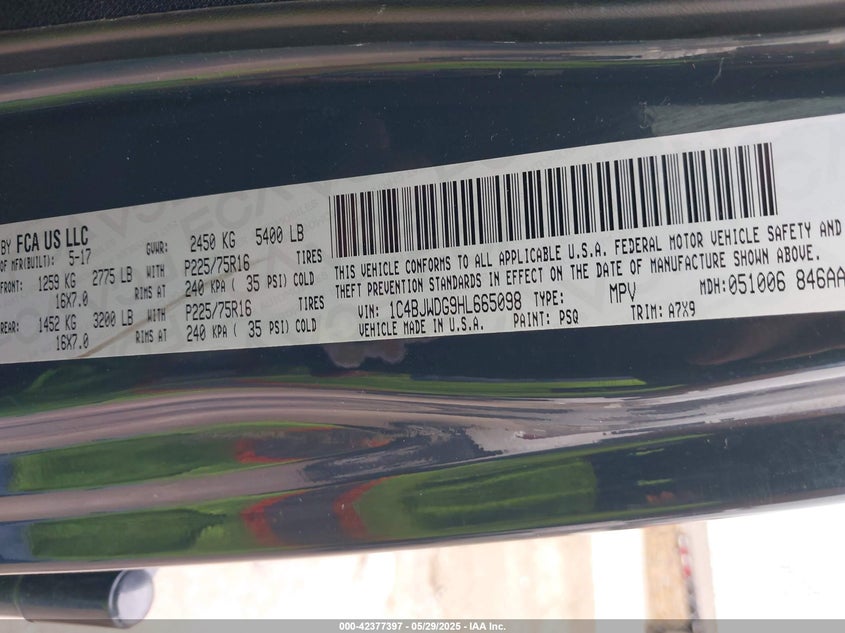 BY FCA US LLC
OF MFR(BUILT): 5-17
GVWR: 2450 KG 5400 LB
FRONT: 1259 KG 2775 LB WITH P225/75R16 TIRES
16X7.0 RIMS AT 240 KPA ( 35 PSI) COLD
REAR: 1452 KG 3200 LB WITH P225/75R16 TIRES
16X7.0 RIMS AT 240 KPA ( 35 PSI) COLD
THIS VEHICLE CONFORMS TO ALL APPLICABLE U.S.A. FEDERAL MOTOR VEHICLE SAFETY AND
THEFT PREVENTION STANDARDS IN EFFECT ON THE DATE OF MANUFACTURE SHOWN ABOVE.
VIN: 1C4BJWDG9HL665098 TYPE: MPV MDH:051006 846AA
VEHICLE MADE IN U.S.A. PAINT: PSQ TRIM: A7X9
000-42377397 - 05/29/2025 - IAA Inc.